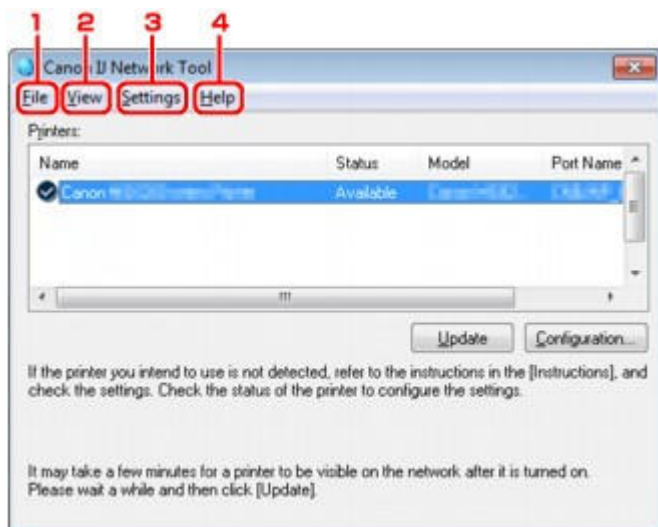 1 2 3 4
Canon IJ Network Tool
File View Settings Help
Printers:
Name Status Model Port Name
Canon Available
Update Configuration...
If the printer you intend to use is not detected, refer to the instructions in the [Instructions], and
check the settings. Check the status of the printer to configure the settings.
It may take a few minutes for a printer to be visible on the network after it is turned on.
Please wait a while and then click [Update]